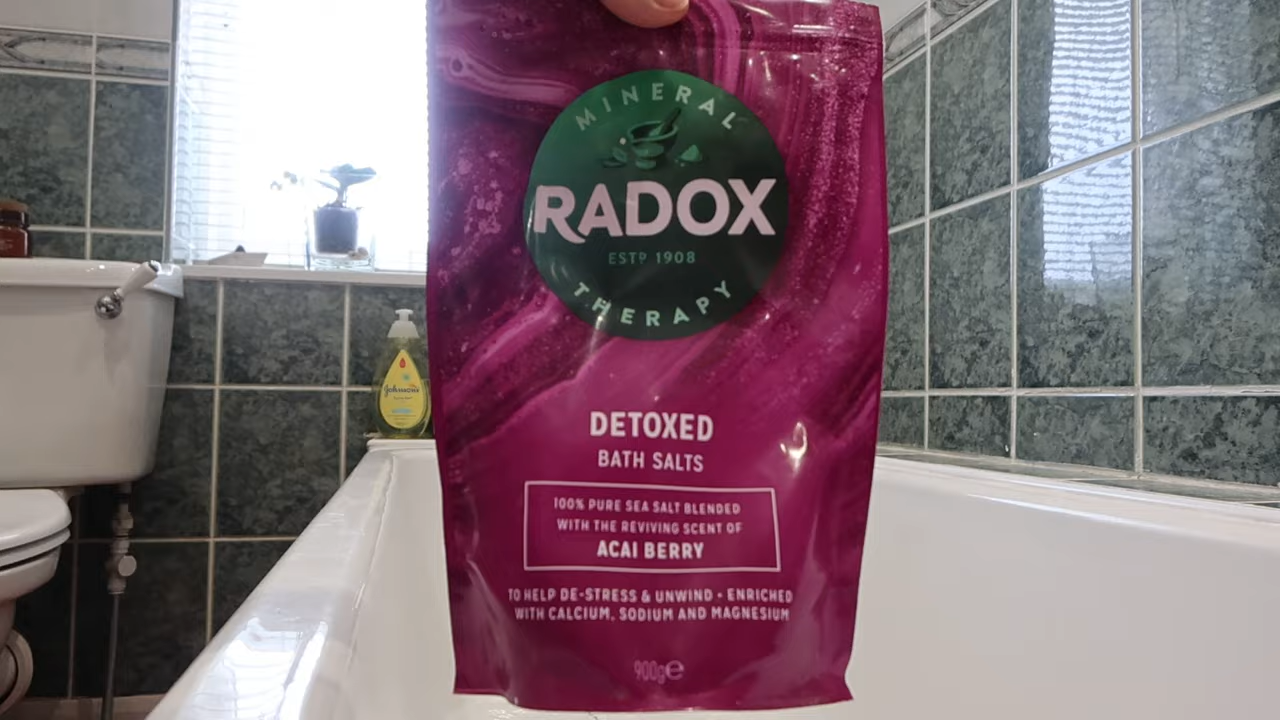 MINERAL
RADOX
ESTD 1908
THERAPY
DETOXED
BATH SALTS
100% PURE SEA SALT BLENDED
WITH THE REVIVING SCENT OF
ACAI BERRY
TO HELP DE-STRESS & UNWIND • ENRICHED
WITH CALCIUM, SODIUM AND MAGNESIUM
900g℮
Johnson's